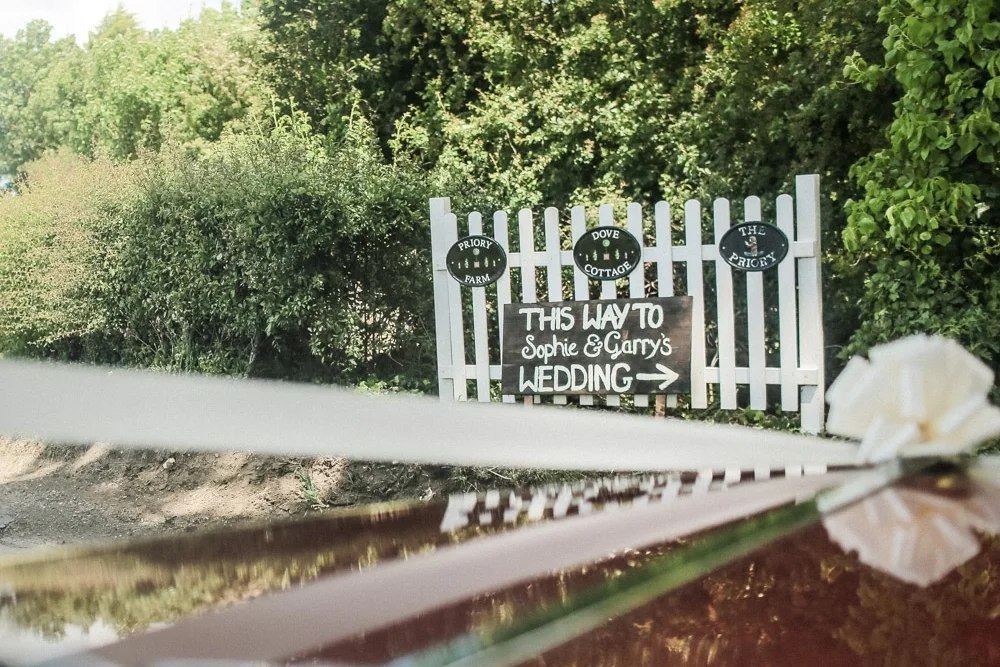 PRIORY
FARM
DOVE
COTTAGE
THE
PRIORY
THIS WAY TO
Sophie & Garry's
WEDDING →